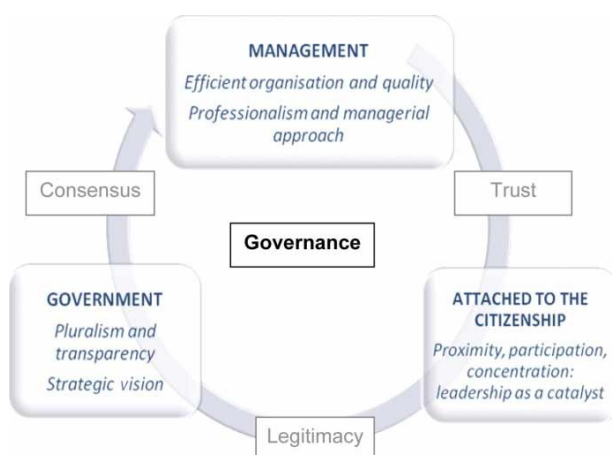 MANAGEMENT
Efficient organisation and quality
Professionalism and managerial
approach
Consensus
Trust
Governance
GOVERNMENT
Pluralism and
transparency
Strategic vision
ATTACHED TO THE
CITIZENSHIP
Proximity, participation,
concentration:
leadership as a catalyst
Legitimacy